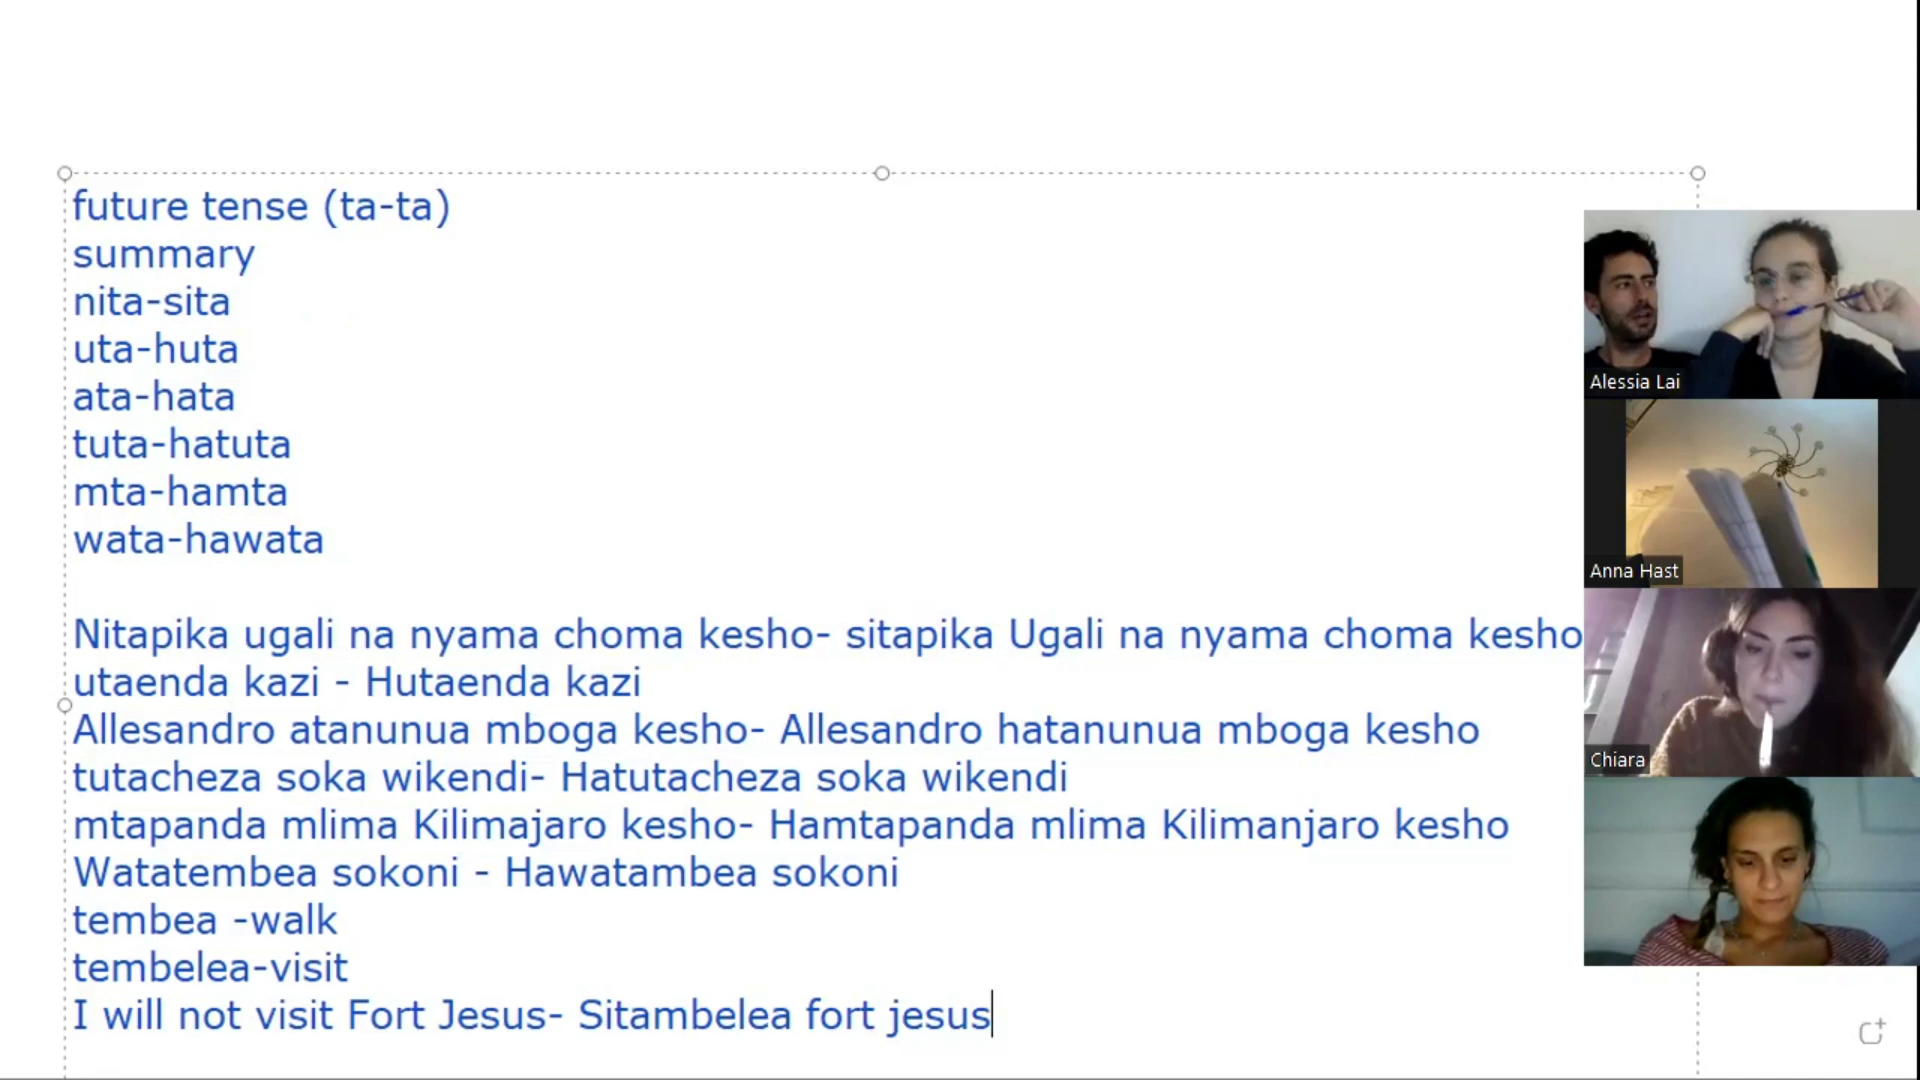 future tense (ta-ta)
summary
nita-sita
uta-huta
ata-hata
tuta-hatuta
mta-hamta
wata-hawata
Nitapika ugali na nyama choma kesho- sitapika Ugali na nyama choma kesho
utaenda kazi - Hutaenda kazi
Allesandro atanunua mboga kesho- Allesandro hatanunua mboga kesho
tutacheza soka wikendi- Hatutacheza soka wikendi
mtapanda mlima Kilimajaro kesho- Hamtapanda mlima Kilimanjaro kesho
Watatembea sokoni - Hawatambea sokoni
tembea -walk
tembelea-visit
I will not visit Fort Jesus- Sitambelea fort jesus
Alessia Lai
Anna Hast
Chiara